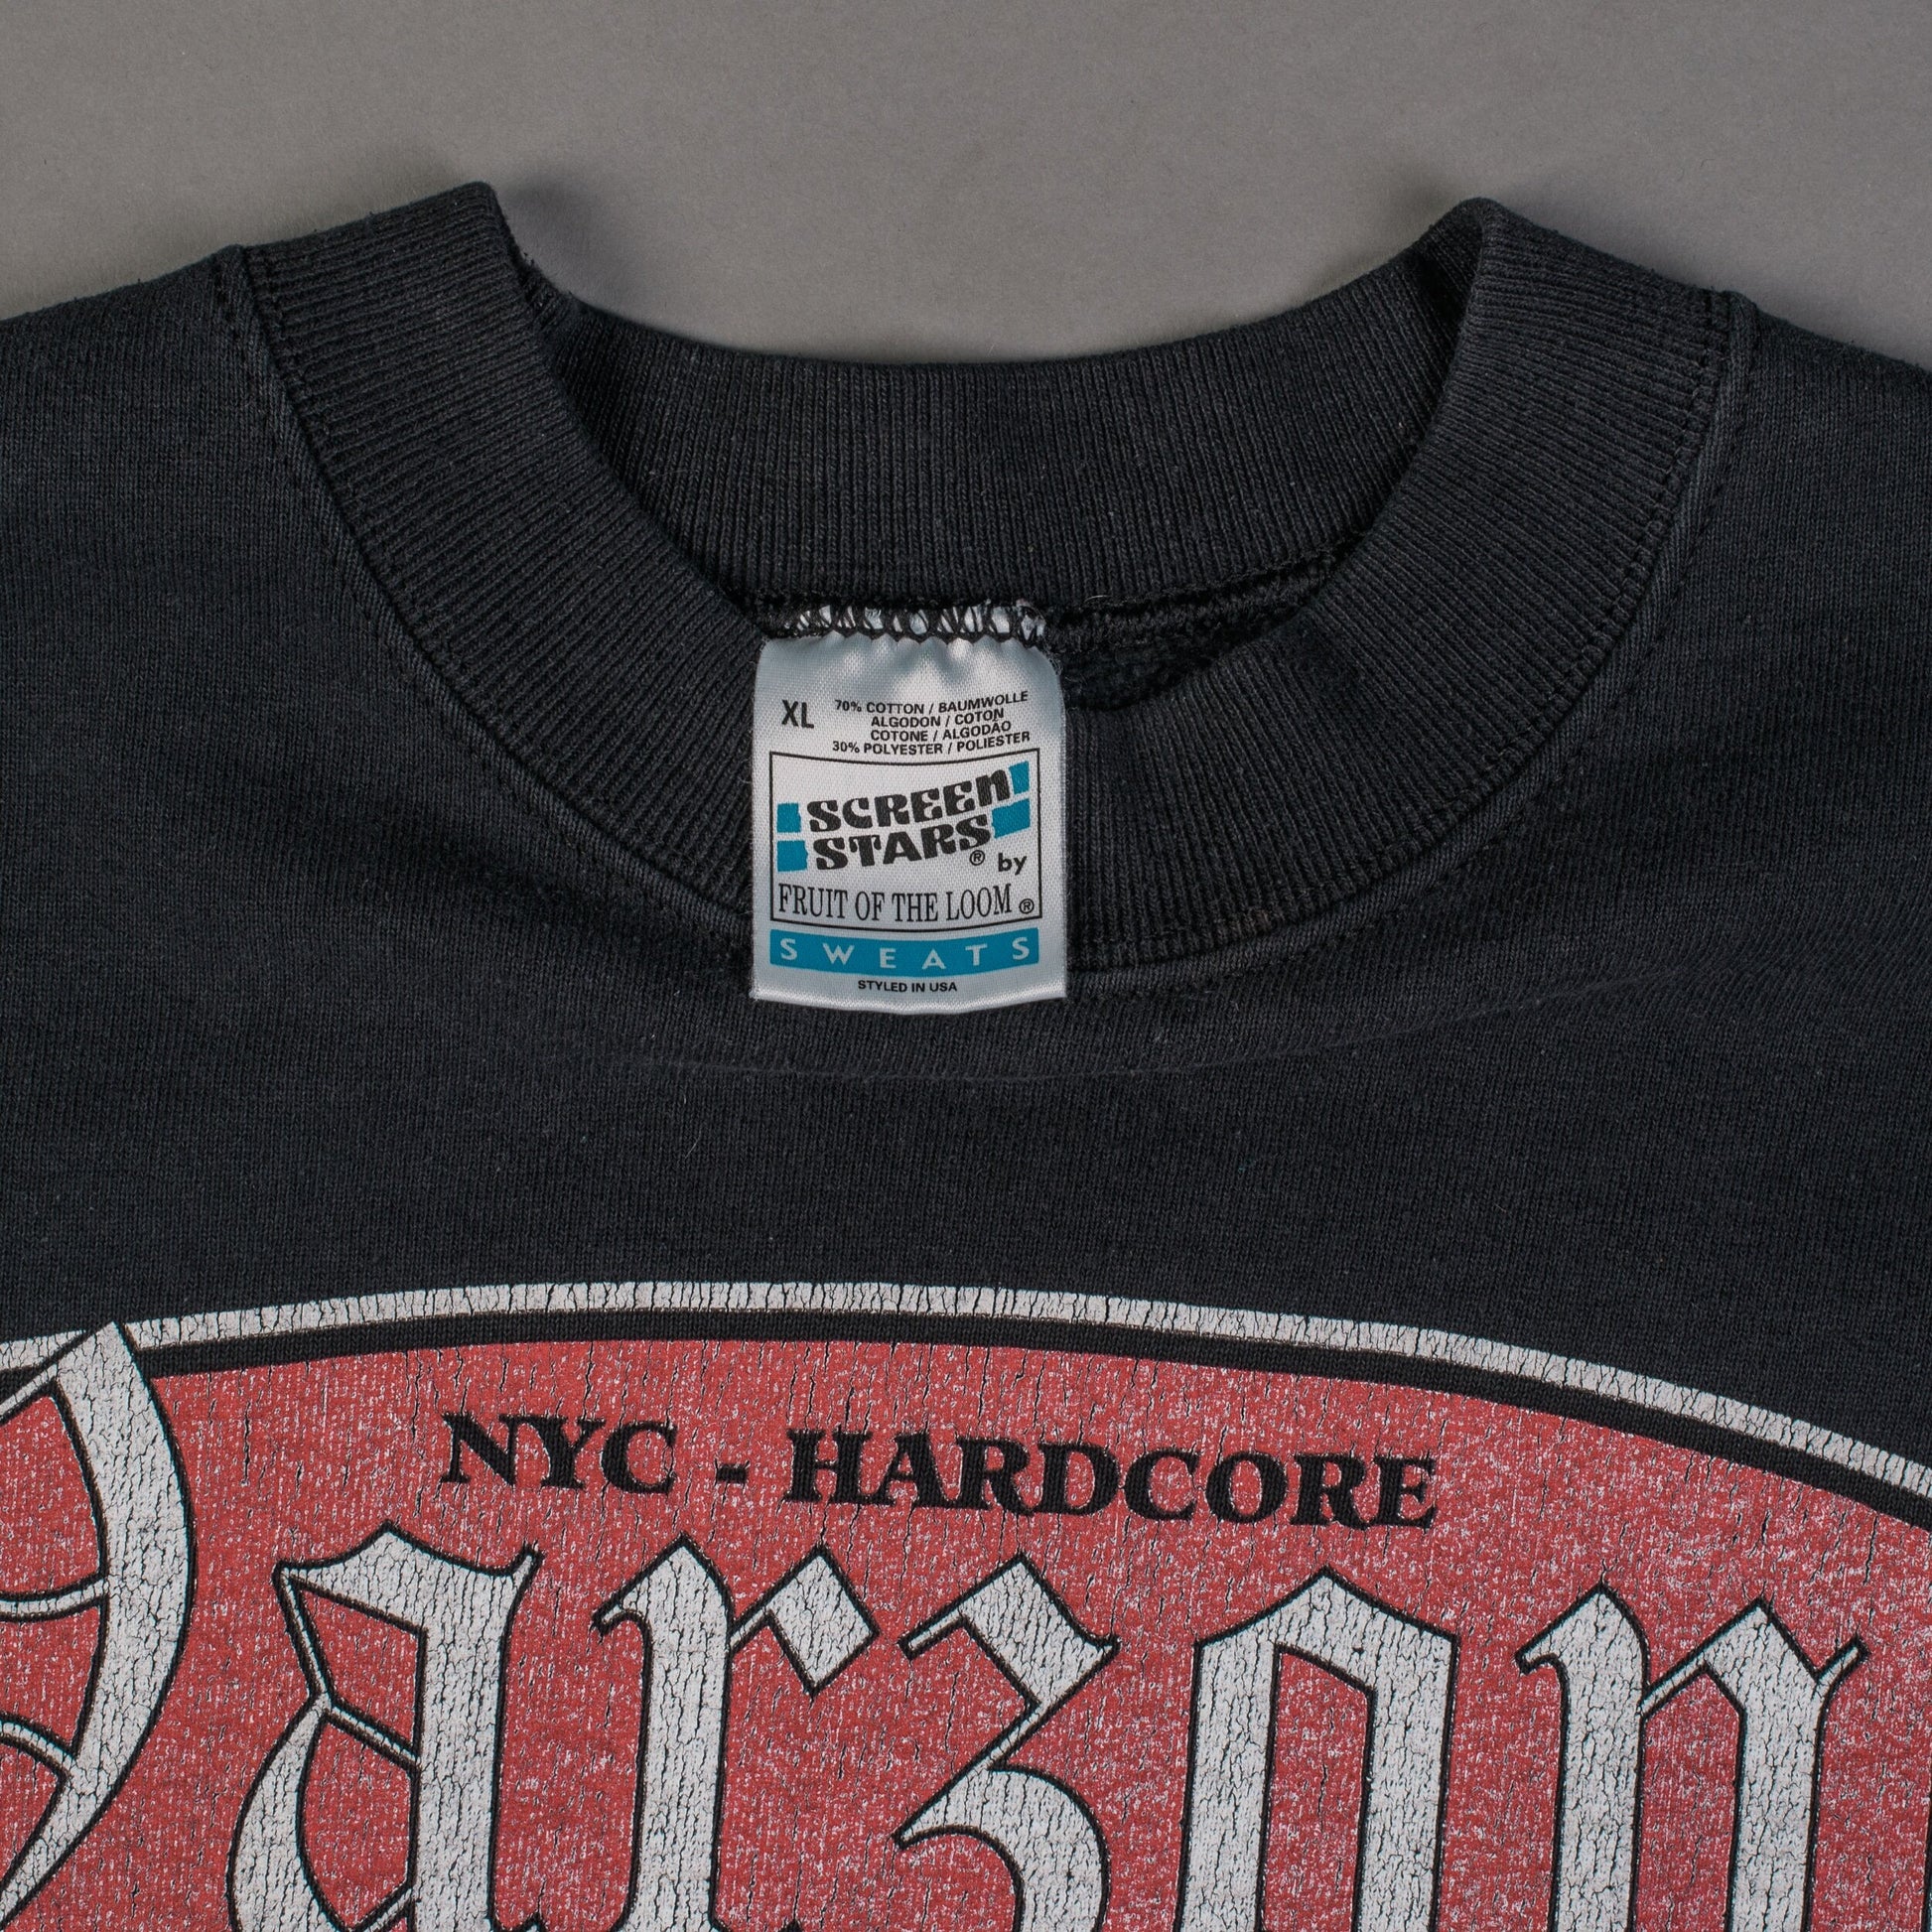 XL
70% COTTON / BAUMWOLLE
ALGODON / COTON
COTONE / ALGODÃO
30% POLYESTER / POLIESTER
SCREEN
STARS® by
FRUIT OF THE LOOM®
SWEATS
STYLED IN USA
NYC - HARDCORE